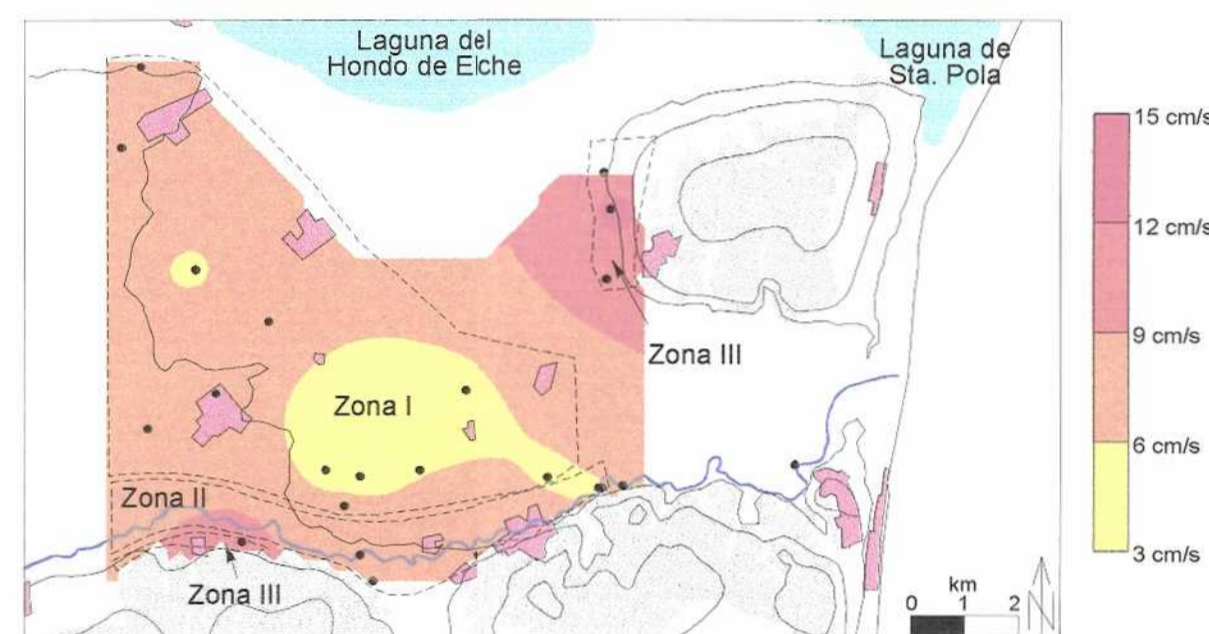 Laguna del
Hondo de Elche
Laguna de
Sta. Pola
15 cm/s
12 cm/s
9 cm/s
6 cm/s
3 cm/s
Zona III
Zona I
Zona II
Zona III
km
0 1 2
N